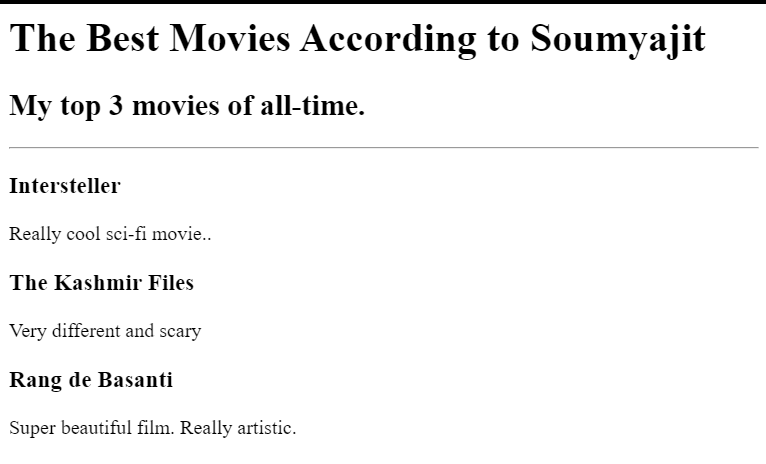 The Best Movies According to Soumyajit
My top 3 movies of all-time.
Intersteller
Really cool sci-fi movie..
The Kashmir Files
Very different and scary
Rang de Basanti
Super beautiful film. Really artistic.